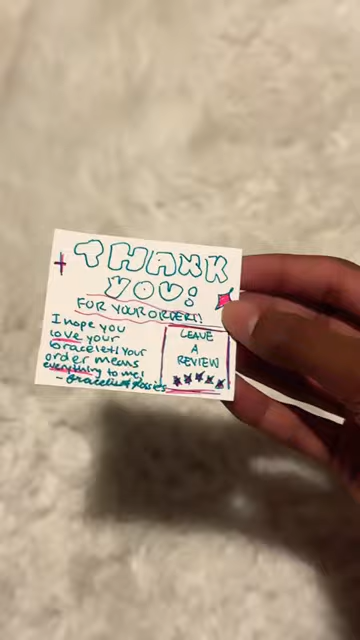 THANK
YOU!
FOR YOUR ORDER!!
I hope you
love your
bracelet! Your
order means
everything to me!
LEAVE
A
REVIEW